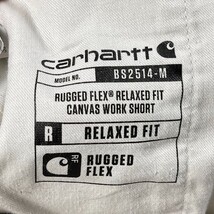 carhartt
MODEL NO. BS2514-M
RUGGED FLEX® RELAXED FIT
CANVAS WORK SHORT
R RELAXED FIT
RF RUGGED
FLEX